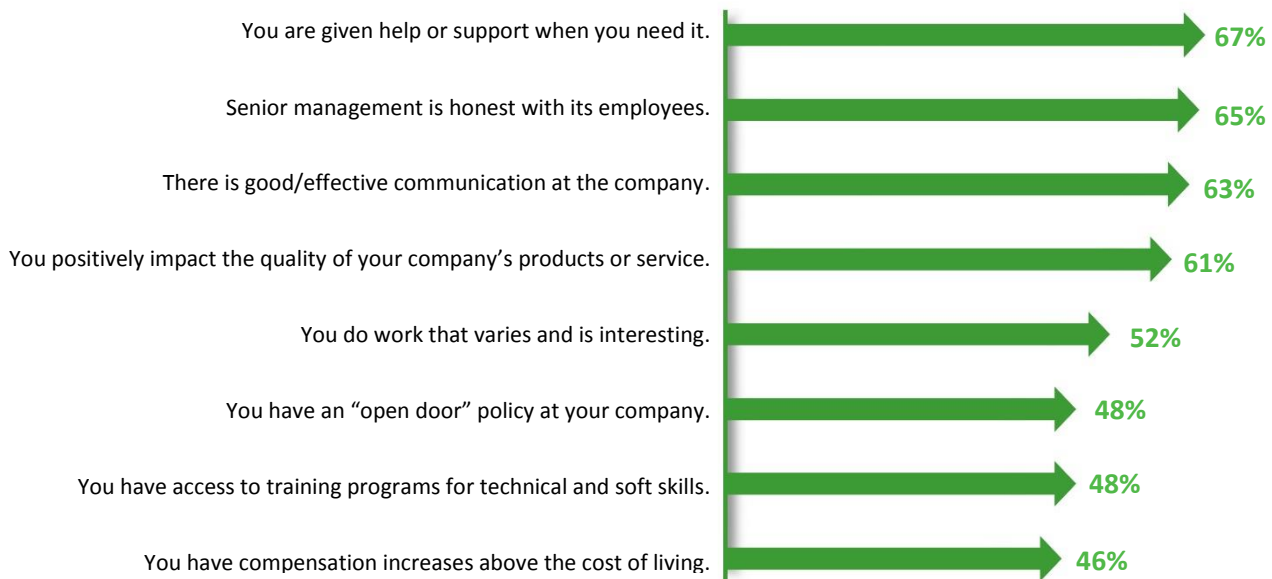 You are given help or support when you need it. 67%
Senior management is honest with its employees. 65%
There is good/effective communication at the company. 63%
You positively impact the quality of your company’s products or service. 61%
You do work that varies and is interesting. 52%
You have an “open door” policy at your company. 48%
You have access to training programs for technical and soft skills. 48%
You have compensation increases above the cost of living. 46%